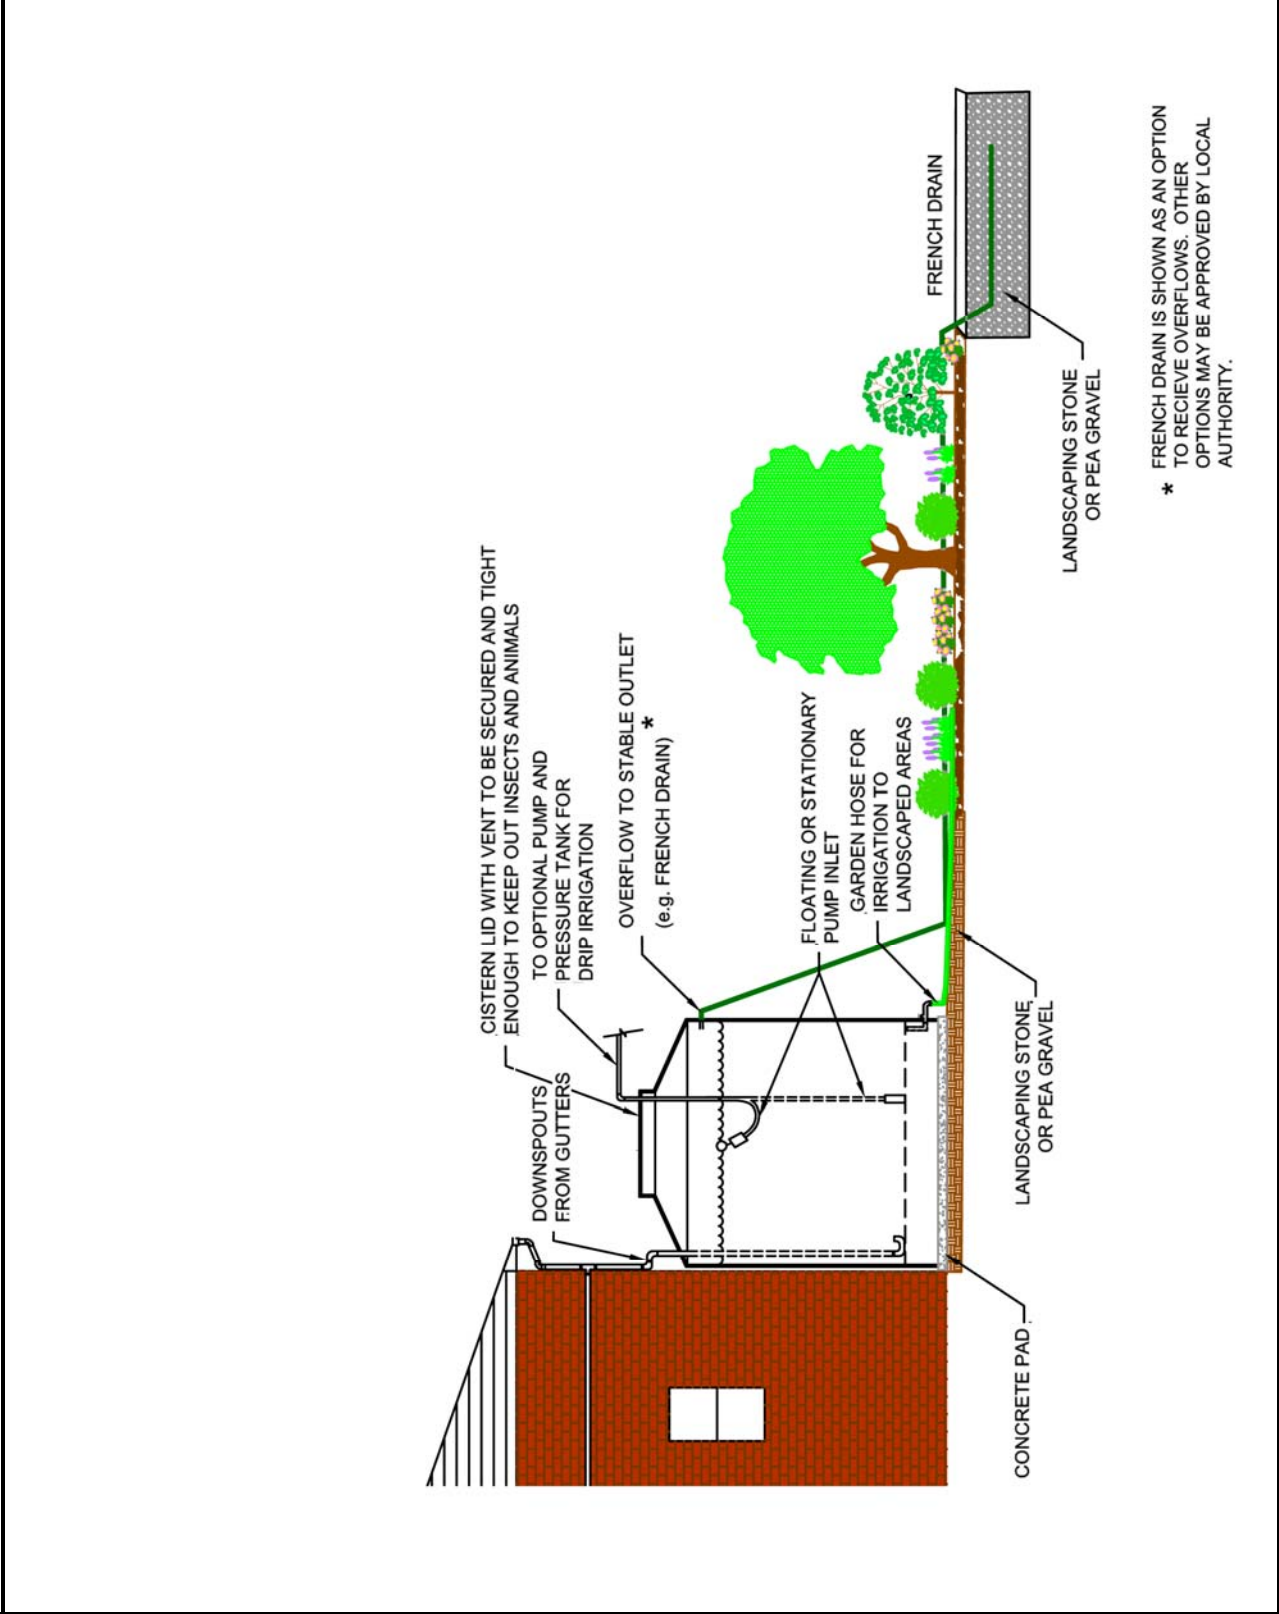 CISTERN LID WITH VENT TO BE SECURED AND TIGHT
ENOUGH TO KEEP OUT INSECTS AND ANIMALS
DOWNSPOUTS
FROM GUTTERS
TO OPTIONAL PUMP AND
PRESSURE TANK FOR
DRIP IRRIGATION
OVERFLOW TO STABLE OUTLET
(e.g. FRENCH DRAIN) *
FLOATING OR STATIONARY
PUMP INLET
GARDEN HOSE FOR
IRRIGATION TO
LANDSCAPED AREAS
FRENCH DRAIN
CONCRETE PAD
LANDSCAPING STONE
OR PEA GRAVEL
LANDSCAPING STONE
OR PEA GRAVEL
* FRENCH DRAIN IS SHOWN AS AN OPTION
TO RECIEVE OVERFLOWS. OTHER
OPTIONS MAY BE APPROVED BY LOCAL
AUTHORITY.